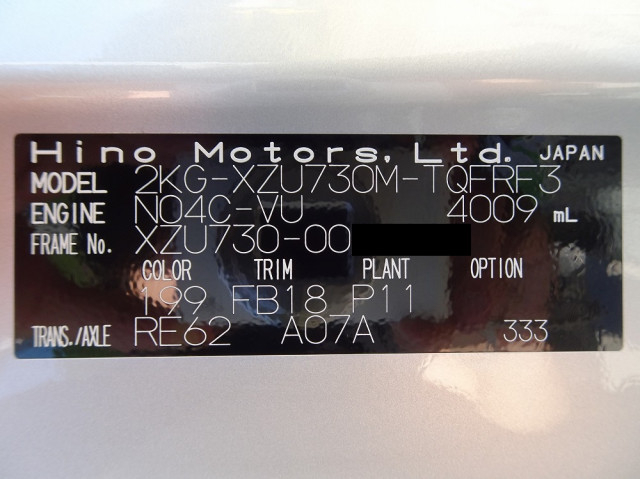 Hino Motors, Ltd. JAPAN
MODEL 2KG-XZU730M-TQFRF3
ENGINE N04C-VU 4009 mL
FRAME No. XZU730-00
COLOR TRIM PLANT OPTION
199 FB18 P11
TRANS./AXLE RE62 A07A 333